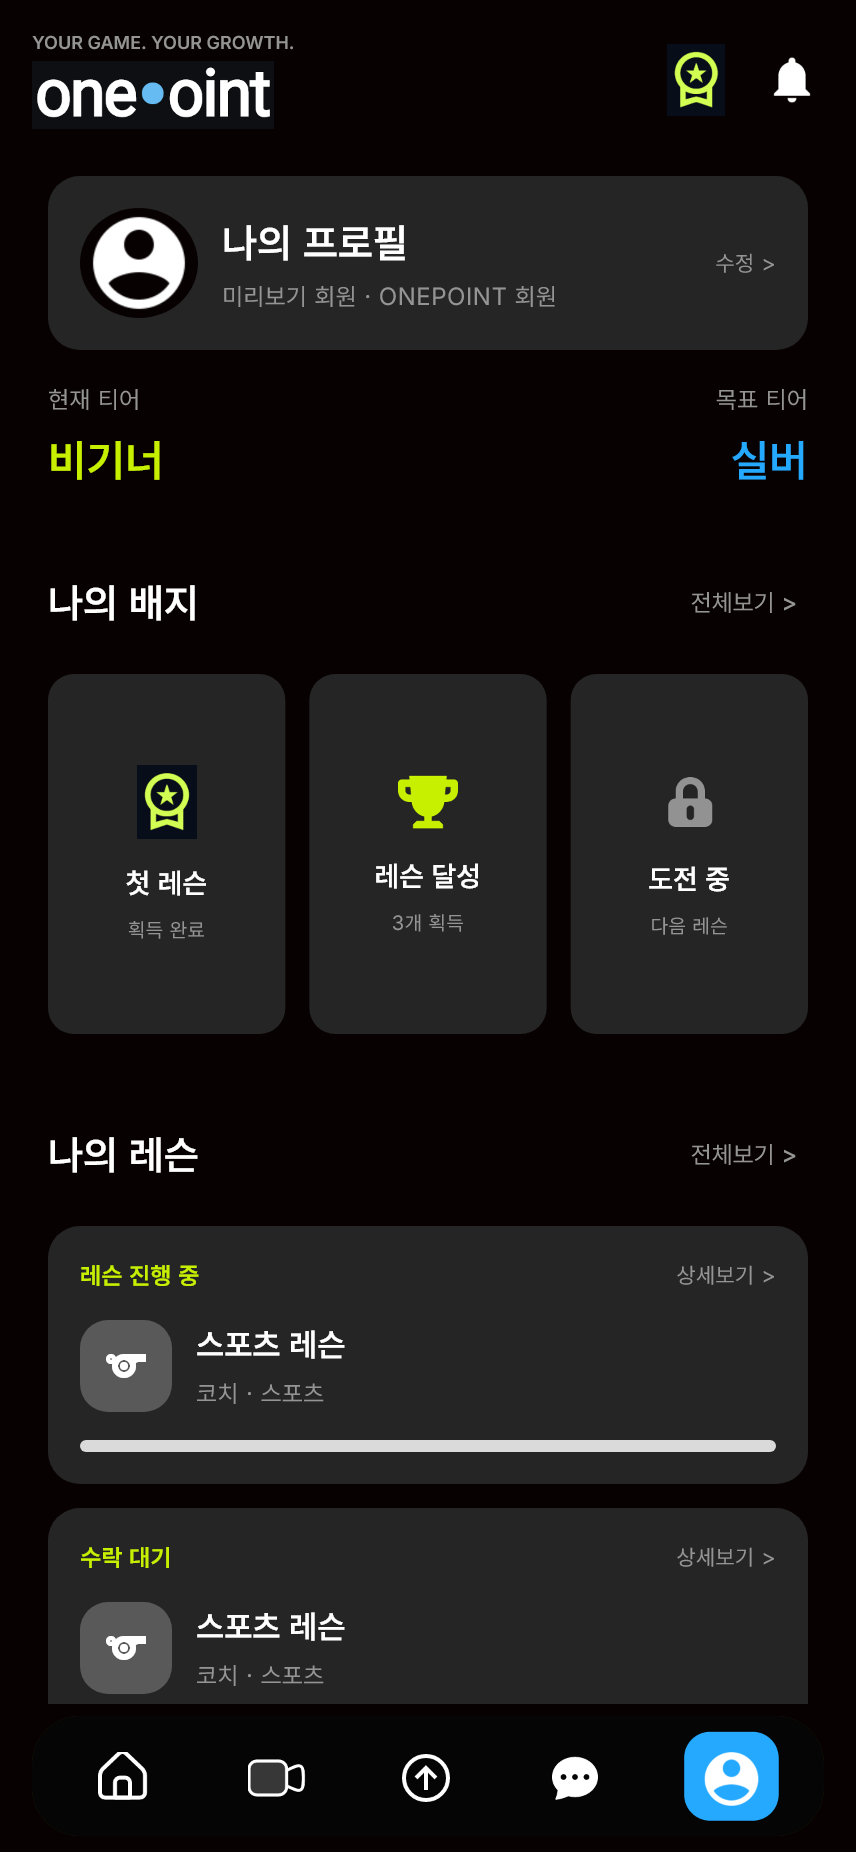 YOUR GAME. YOUR GROWTH.
one•oint
나의 프로필
미리보기 회원 · ONEPOINT 회원
수정 >
현재 티어
목표 티어
비기너
실버
나의 배지
전체보기 >
첫 레슨
획득 완료
레슨 달성
3개 획득
도전 중
다음 레슨
나의 레슨
전체보기 >
레슨 진행 중
상세보기 >
스포츠 레슨
코치 · 스포츠
수락 대기
상세보기 >
스포츠 레슨
코치 · 스포츠